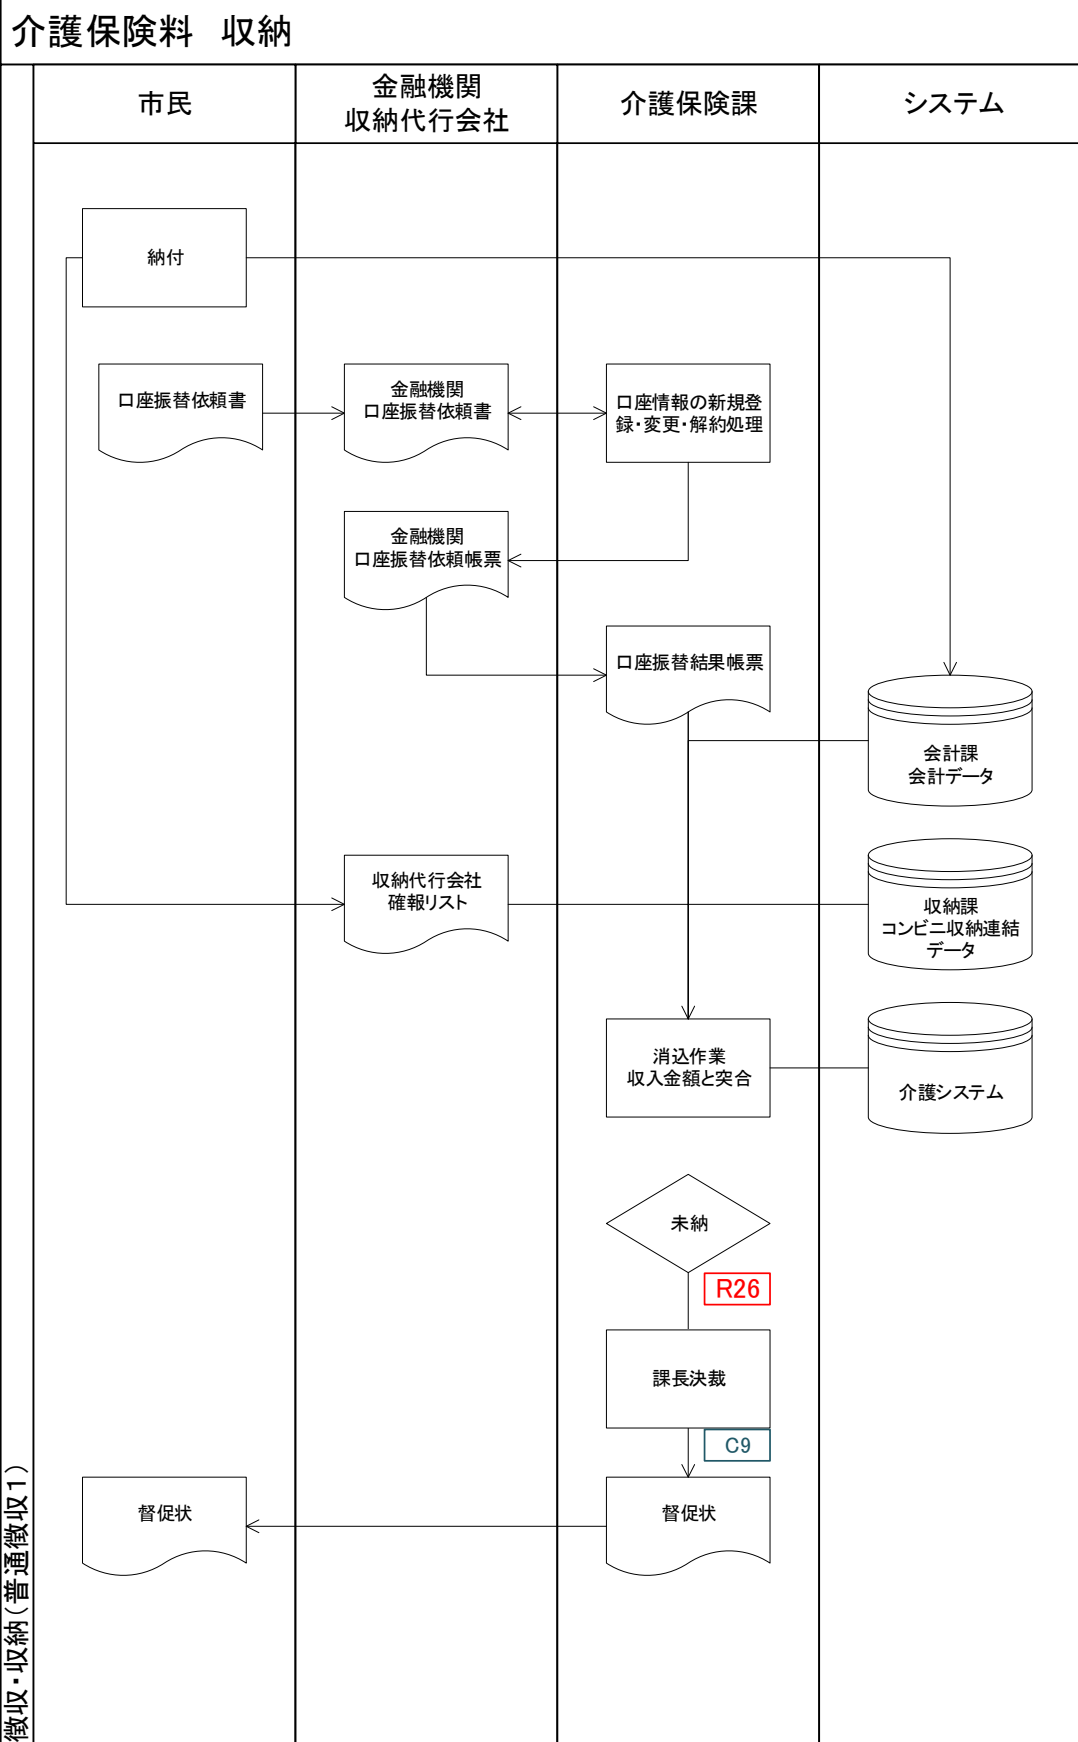 介護保険料　収納
市民
金融機関
収納代行会社
介護保険課
システム
納付
口座振替依頼書
金融機関
口座振替依頼書
口座情報の新規登
録・変更・解約処理
金融機関
口座振替依頼帳票
口座振替結果帳票
会計課
会計データ
収納代行会社
確報リスト
収納課
コンビニ収納連結
データ
消込作業
収入金額と突合
介護システム
未納
R26
課長決裁
C9
督促状
督促状
徴収・収納（普通徴収１）